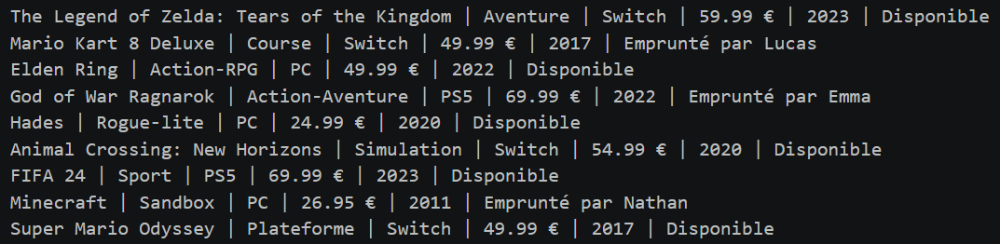 The Legend of Zelda: Tears of the Kingdom | Aventure | Switch | 59.99 € | 2023 | Disponible
Mario Kart 8 Deluxe | Course | Switch | 49.99 € | 2017 | Emprunté par Lucas
Elden Ring | Action-RPG | PC | 49.99 € | 2022 | Disponible
God of War Ragnarok | Action-Aventure | PS5 | 69.99 € | 2022 | Emprunté par Emma
Hades | Rogue-lite | PC | 24.99 € | 2020 | Disponible
Animal Crossing: New Horizons | Simulation | Switch | 54.99 € | 2020 | Disponible
FIFA 24 | Sport | PS5 | 69.99 € | 2023 | Disponible
Minecraft | Sandbox | PC | 26.95 € | 2011 | Emprunté par Nathan
Super Mario Odyssey | Plateforme | Switch | 49.99 € | 2017 | Disponible